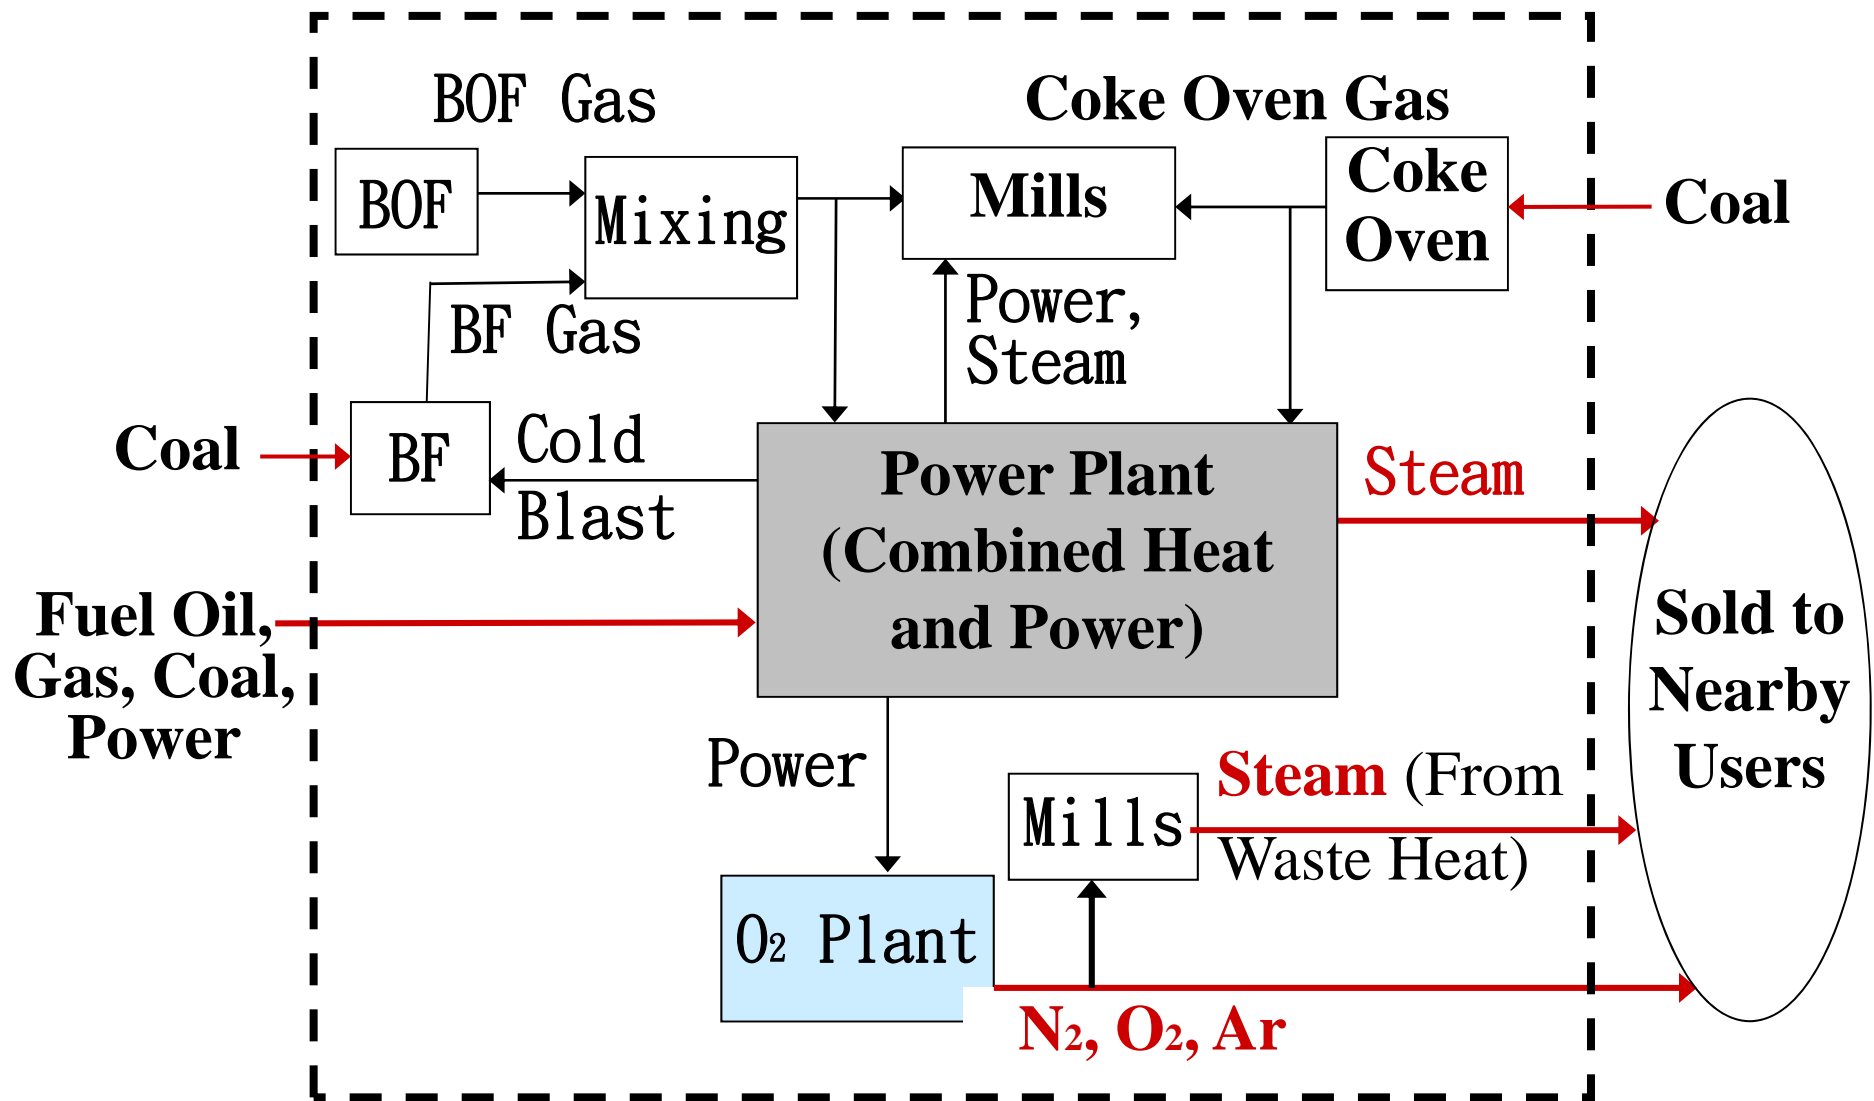 BOF Gas
Coke Oven Gas
BOF
Mixing
Mills
Coke
Oven
Coal
BF Gas
Power,
Steam
Coal
BF
Cold
Blast
Power Plant
(Combined Heat
and Power)
Steam
Fuel Oil,
Gas, Coal,
Power
Sold to
Nearby
Users
Power
Mills
Steam (From
Waste Heat)
O₂ Plant
N₂, O₂, Ar